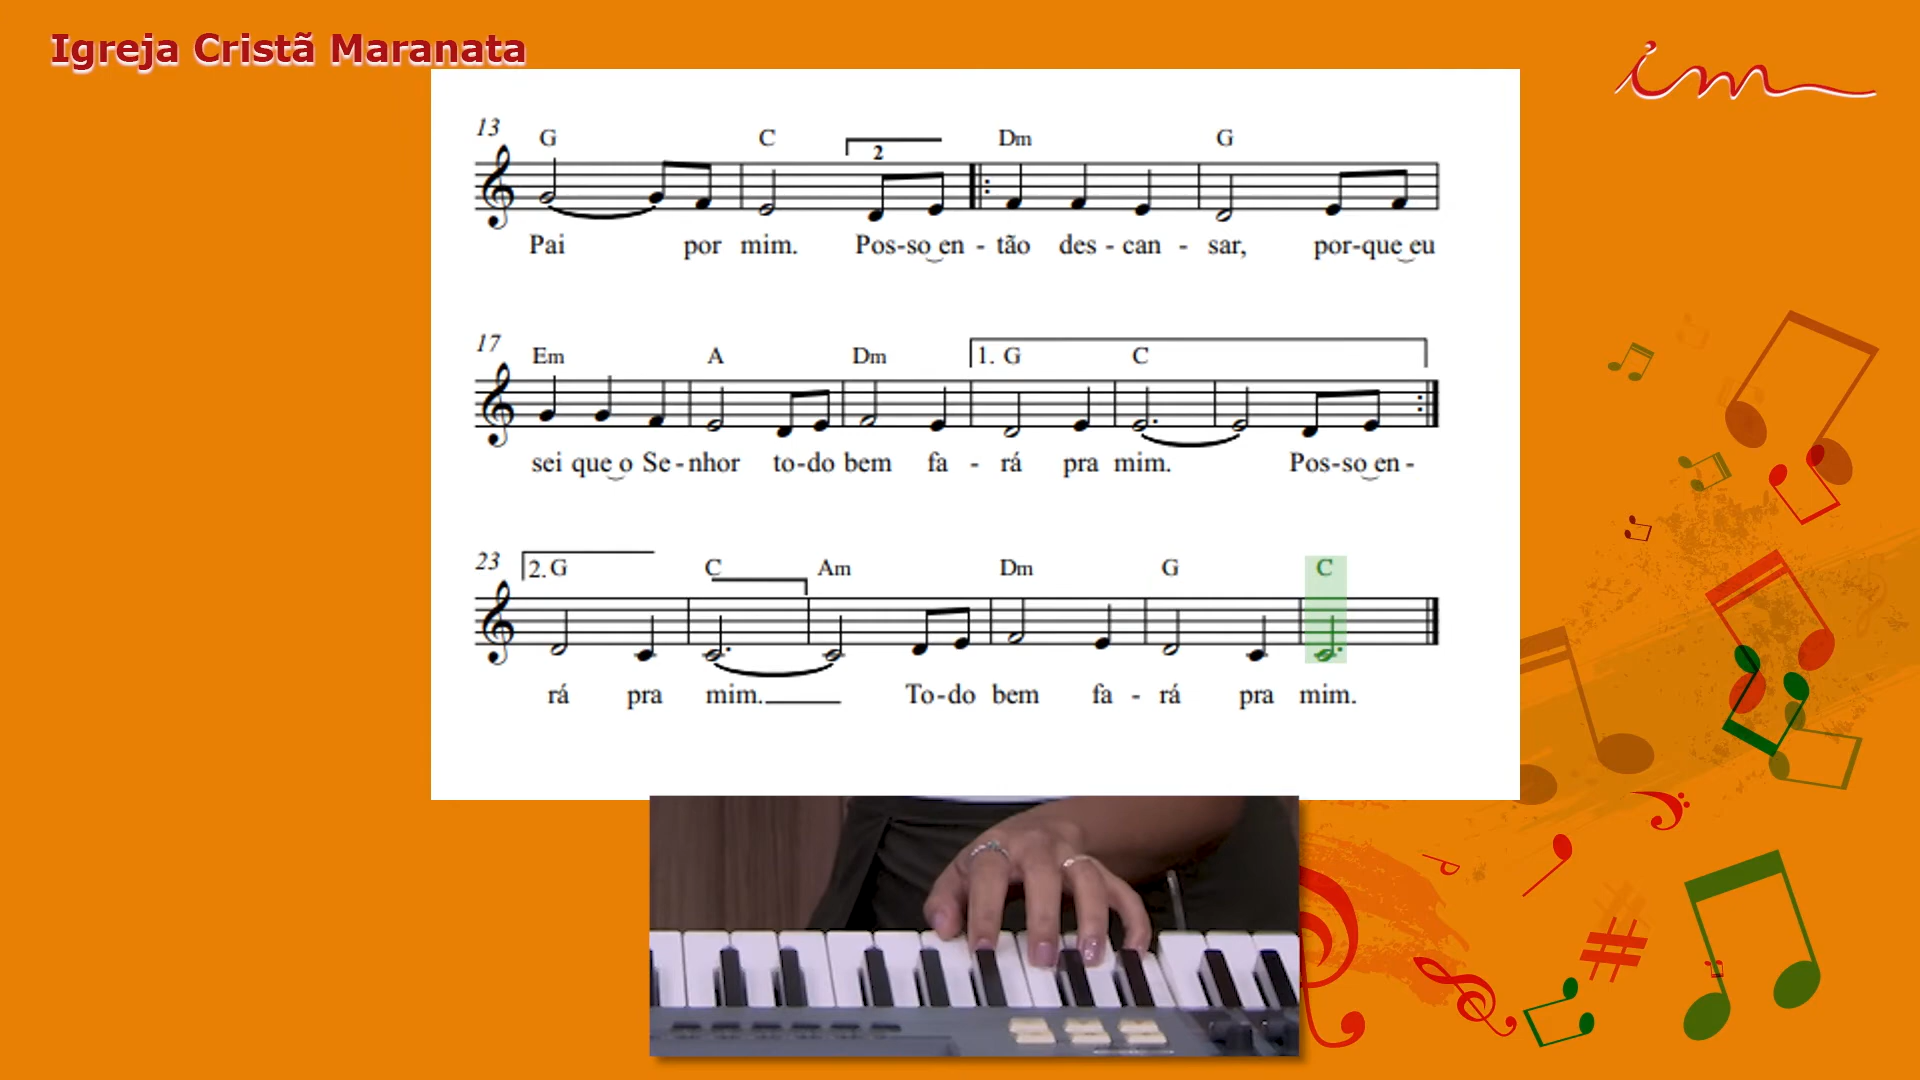 Igreja Cristã Maranata
im
13 G C 2 Dm G
Pai por mim. Pos-so en - tão des - can - sar, por-que eu
17 Em A Dm 1. G C
sei que o Se - nhor to-do bem fa - rá pra mim. Pos-so en -
23 2. G C Am Dm G C
rá pra mim. To-do bem fa - rá pra mim.